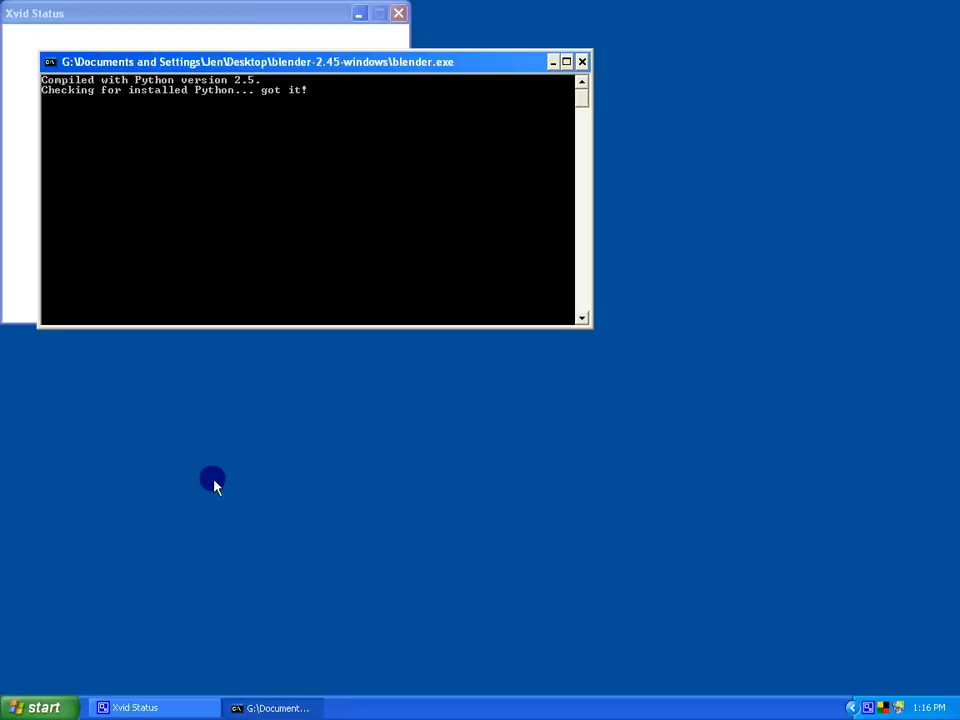 Xvid Status
G:\Documents and Settings\Jen\Desktop\blender-2.45-windows\blender.exe
Compiled with Python version 2.5.
Checking for installed Python... got it!
start
Xvid Status
G:\Document...
1:16 PM